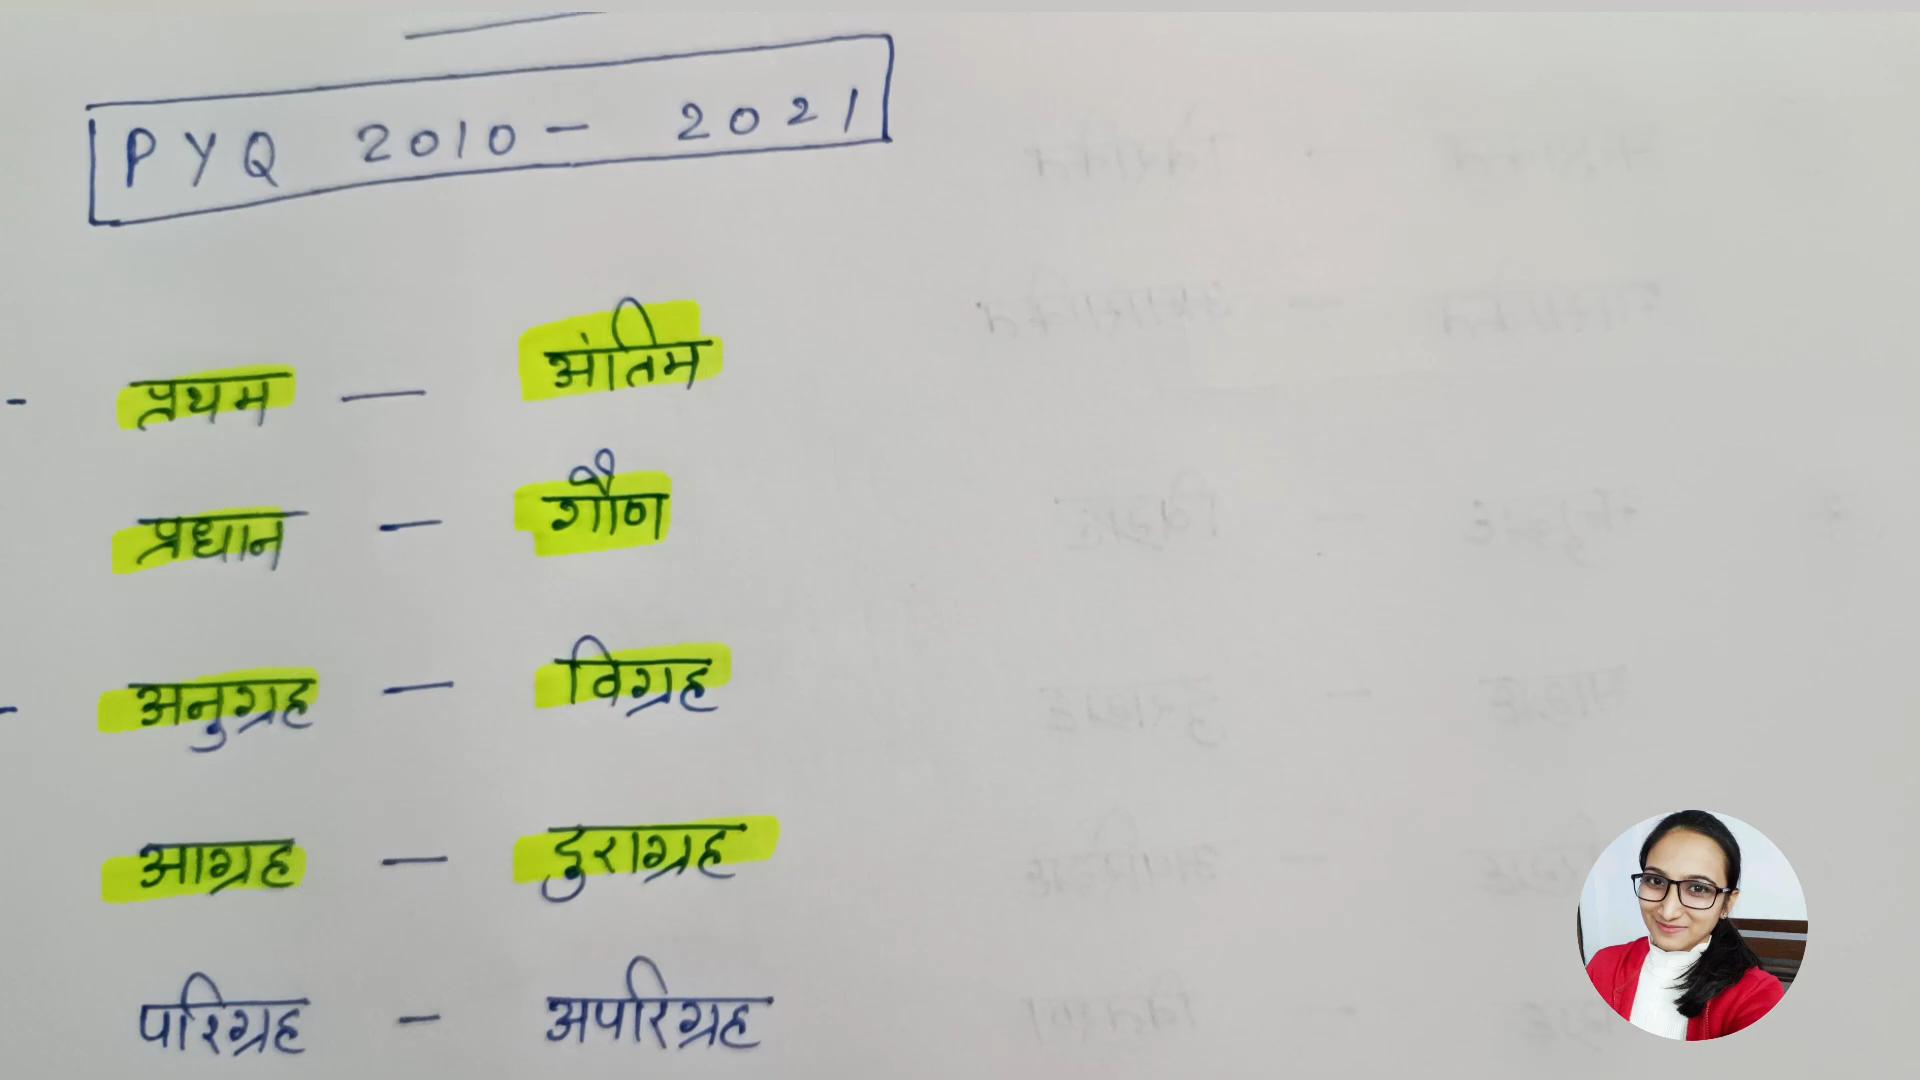 PYQ 2010 - 2021
- प्रथम — अंतिम
प्रधान — गौण
- अनुग्रह — विग्रह
आग्रह — दुराग्रह
परिग्रह - अपरिग्रह